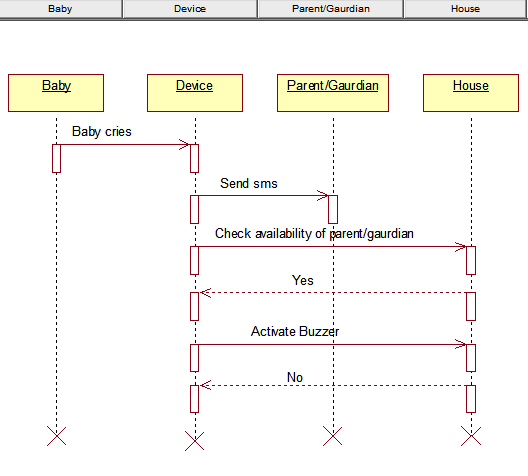 Baby Device Parent/Gaurdian House
Baby Device Parent/Gaurdian House
Baby cries
Send sms
Check availability of parent/gaurdian
Yes
Activate Buzzer
No